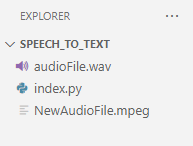 EXPLORER
SPEECH_TO_TEXT
audioFile.wav
index.py
NewAudioFile.mpeg